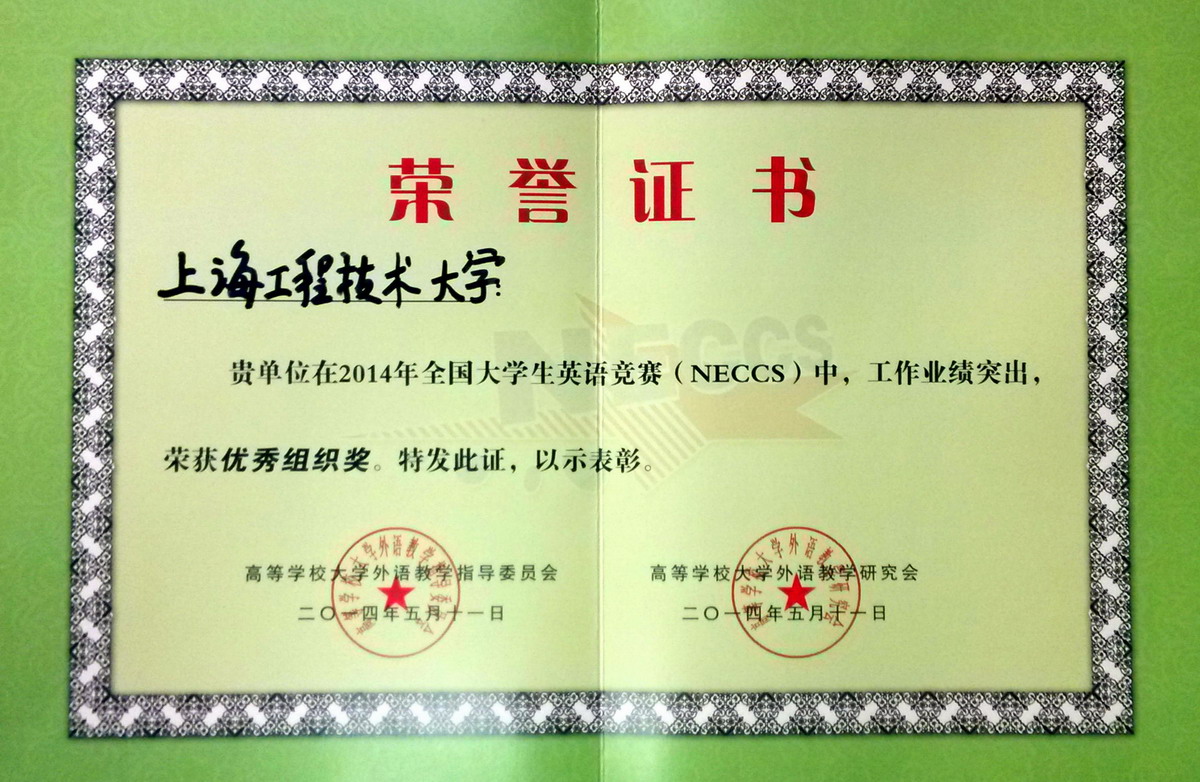 荣誉证书
上海工程技术大学:
NECCS
贵单位在2014年全国大学生英语竞赛（NECCS）中，工作业绩突出，
荣获优秀组织奖。特发此证，以示表彰。
高等学校大学外语教学指导委员会
高等学校大学外语教学研究会
二〇一四年五月十一日
二〇一四年五月十一日